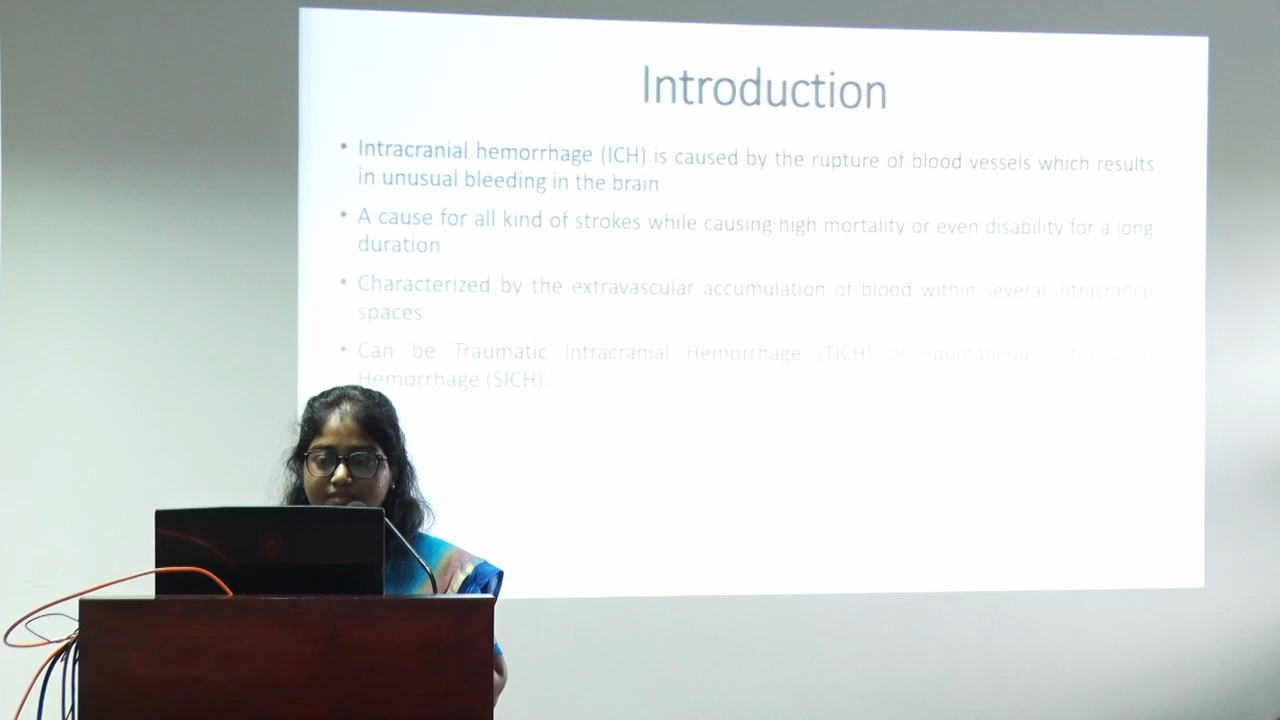 Introduction
• Intracranial hemorrhage (ICH) is caused by the rupture of blood vessels which results
in unusual bleeding in the brain
• A cause for all kind of strokes while causing high mortality or even disability for a long
duration
• Characterized by the extravascular accumulation of blood within several intracranial
spaces
• Can be Traumatic Intracranial Hemorrhage (TICH) or Spontaneous
Hemorrhage (SICH).